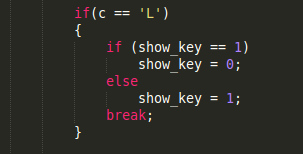 if(c == 'L')
{
    if (show_key == 1)
        show_key = 0;
    else
        show_key = 1;
    break;
}